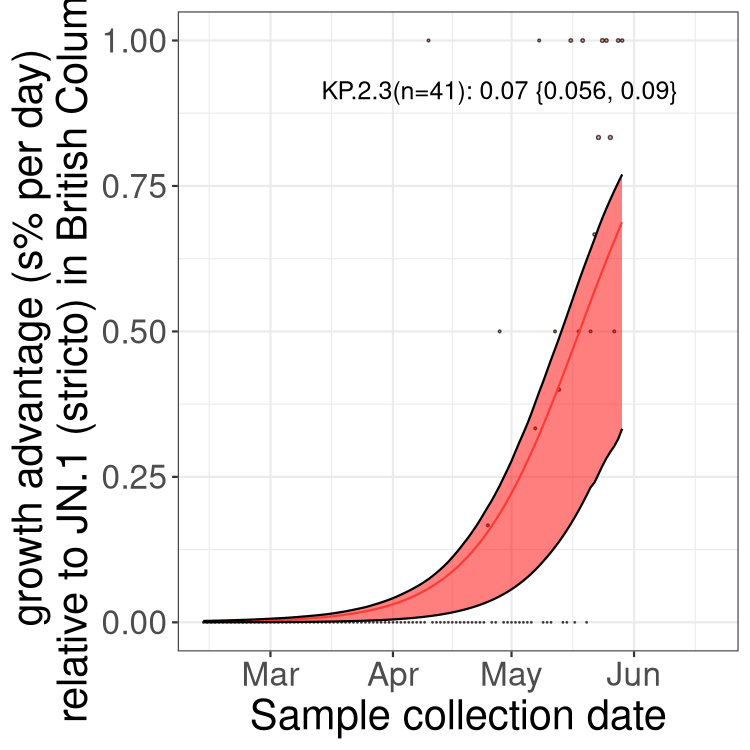 growth advantage (s% per day)
relative to JN.1 (stricto) in British Colum
1.00
0.75
0.50
0.25
0.00
KP.2.3(n=41): 0.07 {0.056, 0.09}
Mar Apr May Jun
Sample collection date